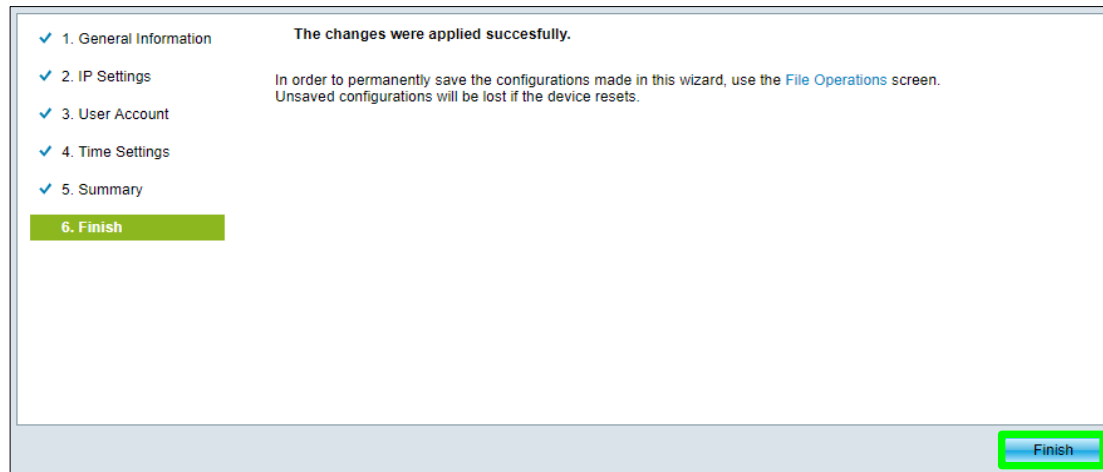 1. General Information
2. IP Settings
3. User Account
4. Time Settings
5. Summary
6. Finish
The changes were applied succesfully.
In order to permanently save the configurations made in this wizard, use the File Operations screen.
Unsaved configurations will be lost if the device resets.
Finish